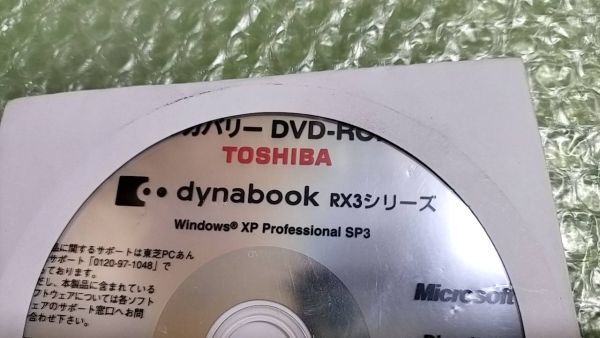 カバリー DVD-RO
TOSHIBA
dynabook RX3シリーズ
Windows® XP Professional SP3
品に関するサポートは東芝PCあん
サポート「0120-97-1048」で
っております。
だし、本製品に含まれている
フトウェアについては各ソフト
ェアのサポート窓口へお問
合わせ下さい。
Microsoft